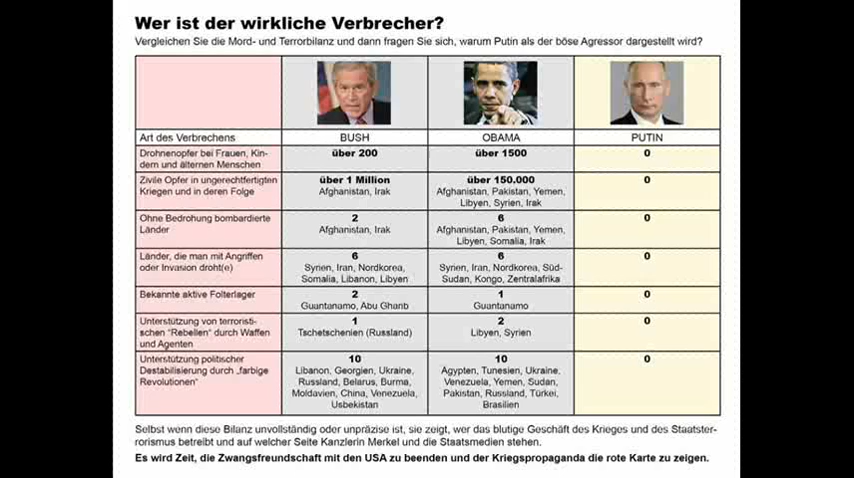 Wer ist der wirkliche Verbrecher?
Vergleichen Sie die Mord- und Terrorbilanz und dann fragen Sie sich, warum Putin als der böse Agressor dargestellt wird?
Art des Verbrechens BUSH OBAMA PUTIN
Drohnenopfer bei Frauen, Kin-
dern und älternen Menschen
über 200
über 1500
0
Zivile Opfer in ungerechtfertigten
Kriegen und in deren Folge
über 1 Million
Afghanistan, Irak
über 150.000
Afghanistan, Pakistan, Yemen,
Libyen, Syrien, Irak
0
Ohne Bedrohung bombardierte
Länder
2
Afghanistan, Irak
6
Afghanistan, Pakistan, Yemen,
Libyen, Somalia, Irak
0
Länder, die man mit Angriffen
oder Invasion droht(e)
6
Syrien, Iran, Nordkorea,
Somalia, Libanon, Libyen
6
Syrien, Iran, Nordkorea, Süd-
Sudan, Kongo, Zentralafrika
0
Bekannte aktive Folterlager
2
Guantanamo, Abu Gharib
1
Guantanamo
0
Unterstützung von terroristi-
schen "Rebellen" durch Waffen
und Agenten
1
Tschetschenien (Russland)
2
Libyen, Syrien
0
Unterstützung politischer
Destabilisierung durch „farbige
Revolutionen"
10
Libanon, Georgien, Ukraine,
Russland, Belarus, Burma,
Moldavien, China, Venezuela,
Usbekistan
10
Ägypten, Tunesien, Ukraine,
Venezuela, Yemen, Sudan,
Pakistan, Russland, Türkei,
Brasilien
0
Selbst wenn diese Bilanz unvollständig oder unpräzise ist, sie zeigt, wer das blutige Geschäft des Krieges und des Staatster-
rorismus betreibt und auf welcher Seite Kanzlerin Merkel und die Staatsmedien stehen.
Es wird Zeit, die Zwangsfreundschaft mit den USA zu beenden und der Kriegspropaganda die rote Karte zu zeigen.